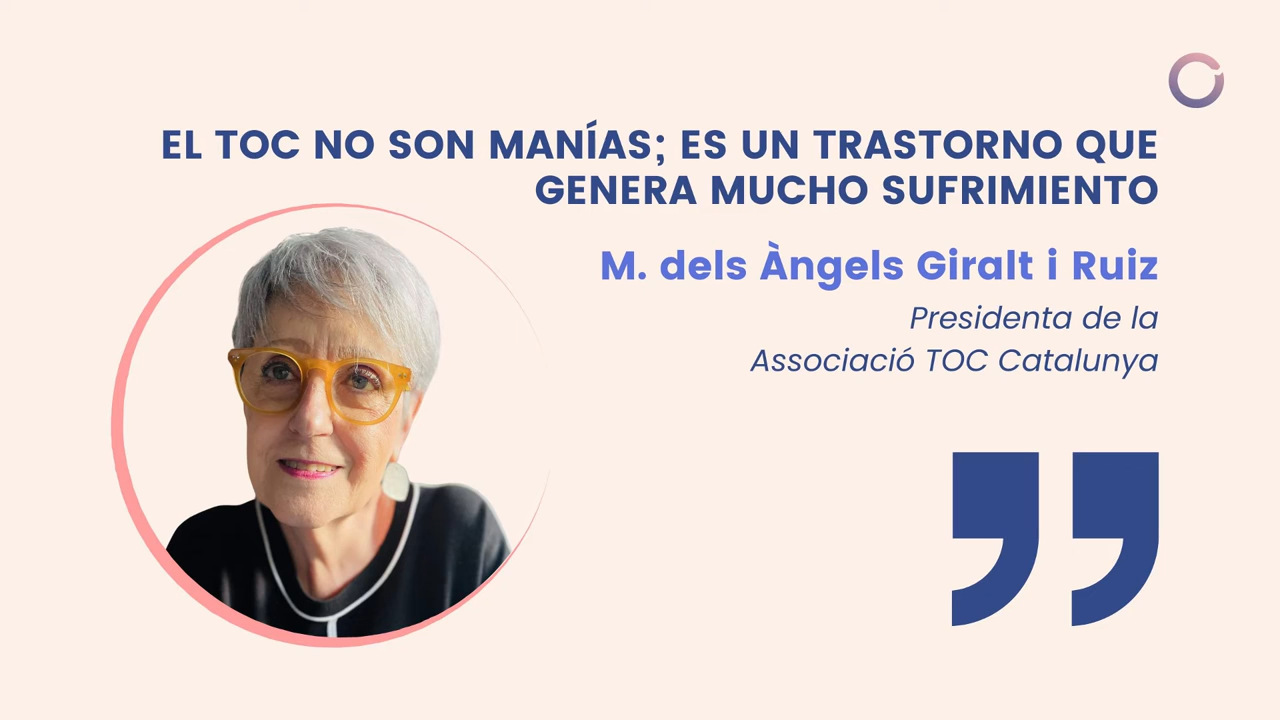 EL TOC NO SON MANÍAS; ES UN TRASTORNO QUE
GENERA MUCHO SUFRIMIENTO
M. dels Àngels Giralt i Ruiz
Presidenta de la
Associació TOC Catalunya